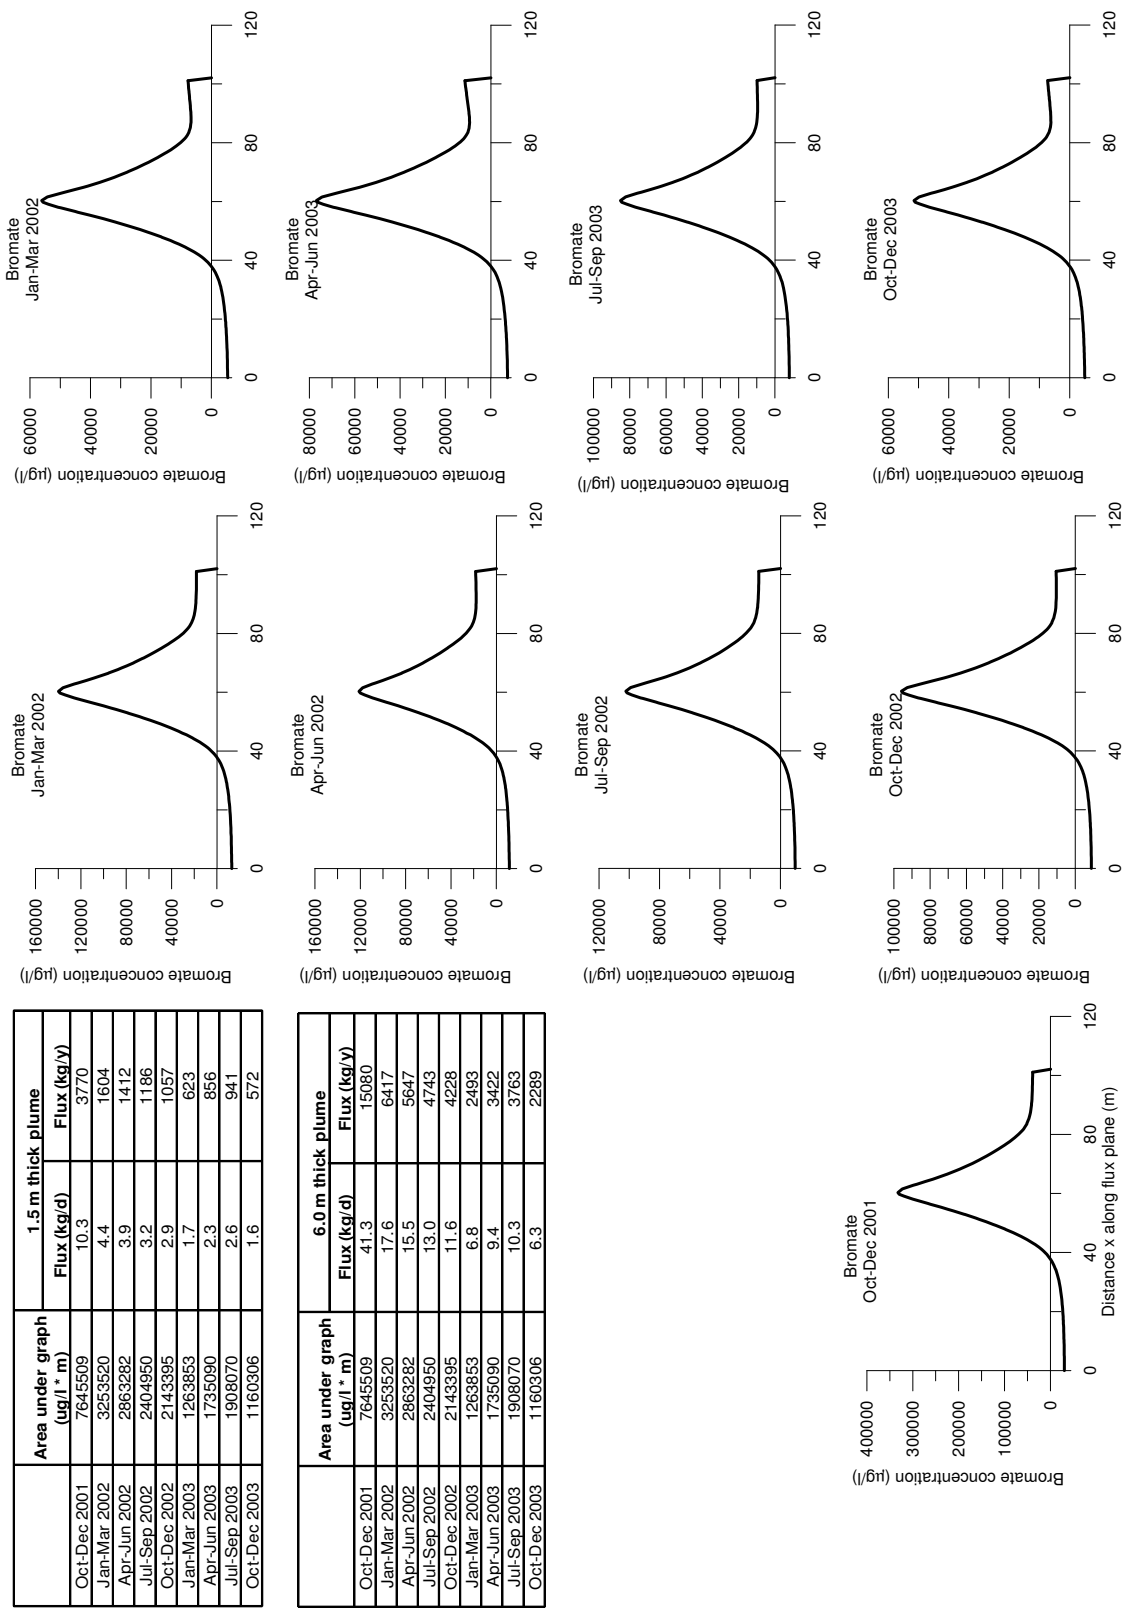 Area under graph (ug/l * m) 1.5 m thick plume
Flux (kg/d) Flux (kg/y)
Oct-Dec 2001 7645509 10.3 3770
Jan-Mar 2002 3253520 4.4 1604
Apr-Jun 2002 2863282 3.9 1412
Jul-Sep 2002 2404950 3.2 1186
Oct-Dec 2002 2143395 2.9 1057
Jan-Mar 2003 1263853 1.7 623
Apr-Jun 2003 1735090 2.3 856
Jul-Sep 2003 1908070 2.6 941
Oct-Dec 2003 1160306 1.6 572
Area under graph (ug/l * m) 6.0 m thick plume
Flux (kg/d) Flux (kg/y)
Oct-Dec 2001 7645509 41.3 15080
Jan-Mar 2002 3253520 17.6 6417
Apr-Jun 2002 2863282 15.5 5647
Jul-Sep 2002 2404950 13.0 4743
Oct-Dec 2002 2143395 11.6 4228
Jan-Mar 2003 1263853 6.8 2493
Apr-Jun 2003 1735090 9.4 3422
Jul-Sep 2003 1908070 10.3 3763
Oct-Dec 2003 1160306 6.3 2289
Bromate
Oct-Dec 2001
Bromate concentration (µg/l)
400000
300000
200000
100000
0
0 40 80 120
Distance x along flux plane (m)
Bromate
Jan-Mar 2002
Bromate concentration (µg/l)
160000
120000
80000
40000
0
0 40 80 120
Bromate
Apr-Jun 2002
Bromate concentration (µg/l)
160000
120000
80000
40000
0
0 40 80 120
Bromate
Jul-Sep 2002
Bromate concentration (µg/l)
120000
80000
40000
0
0 40 80 120
Bromate
Oct-Dec 2002
Bromate concentration (µg/l)
100000
80000
60000
40000
20000
0
0 40 80 120
Bromate
Jan-Mar 2002
Bromate concentration (µg/l)
60000
40000
20000
0
0 40 80 120
Bromate
Apr-Jun 2003
Bromate concentration (µg/l)
80000
60000
40000
20000
0
0 40 80 120
Bromate
Jul-Sep 2003
Bromate concentration (µg/l)
100000
80000
60000
40000
20000
0
0 40 80 120
Bromate
Oct-Dec 2003
Bromate concentration (µg/l)
60000
40000
20000
0
0 40 80 120